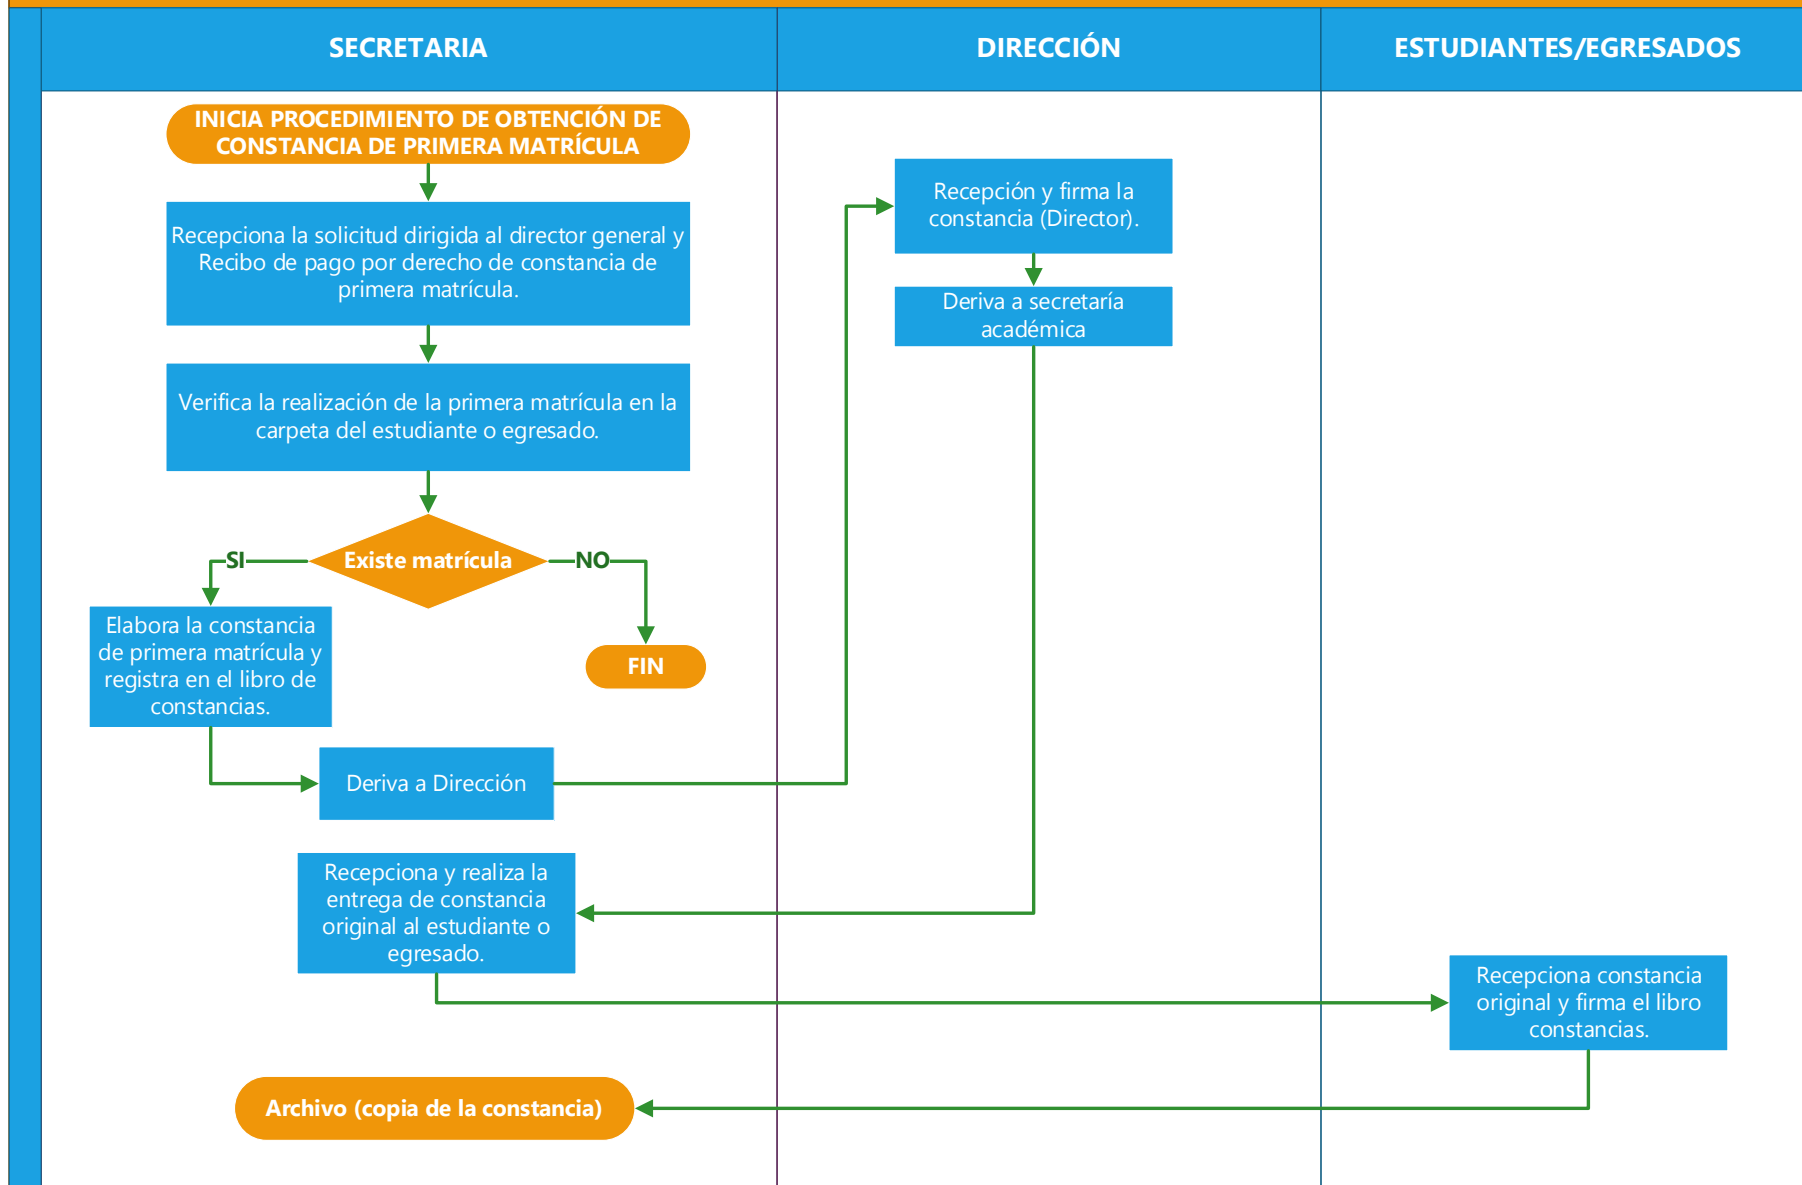 SECRETARIA
DIRECCIÓN
ESTUDIANTES/EGRESADOS
INICIA PROCEDIMIENTO DE OBTENCIÓN DE
CONSTANCIA DE PRIMERA MATRÍCULA
Recepciona la solicitud dirigida al director general y
Recibo de pago por derecho de constancia de
primera matrícula.
Verifica la realización de la primera matrícula en la
carpeta del estudiante o egresado.
Existe matrícula
SI
NO
Elabora la constancia
de primera matrícula y
registra en el libro de
constancias.
FIN
Deriva a Dirección
Recepción y firma la
constancia (Director).
Deriva a secretaría
académica
Recepciona y realiza la
entrega de constancia
original al estudiante o
egresado.
Recepciona constancia
original y firma el libro
constancias.
Archivo (copia de la constancia)